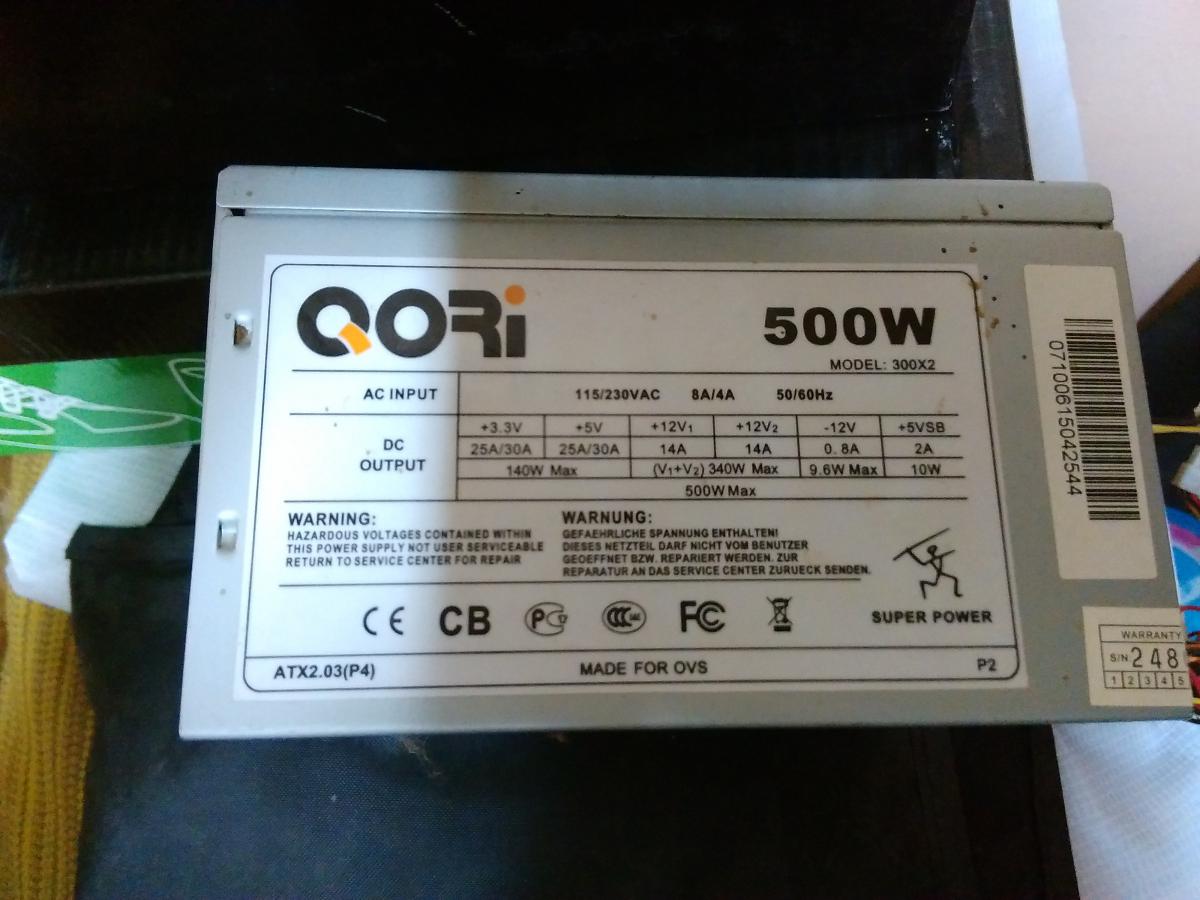 QORi
500W
MODEL: 300X2
AC INPUT 115/230VAC 8A/4A 50/60Hz
DC OUTPUT
+3.3V +5V +12V1 +12V2 -12V +5VSB
25A/30A 25A/30A 14A 14A 0.8A 2A
140W Max (V1+V2) 340W Max 9.6W Max 10W
500W Max
WARNING:
HAZARDOUS VOLTAGES CONTAINED WITHIN
THIS POWER SUPPLY NOT USER SERVICEABLE
RETURN TO SERVICE CENTER FOR REPAIR
WARNUNG:
GEFAEHRLICHE SPANNUNG ENTHALTEN!
DIESES NETZTEIL DARF NICHT VOM BENUTZER
GEOEFFNET BZW. REPARIERT WERDEN. ZUR
REPARATUR AN DAS SERVICE CENTER ZURUECK SENDEN.
CE CB PG CCC FC
SUPER POWER
ATX2.03(P4) MADE FOR OVS P2
07100615042544
WARRANTY
S/N 248
1 2 3 4 5